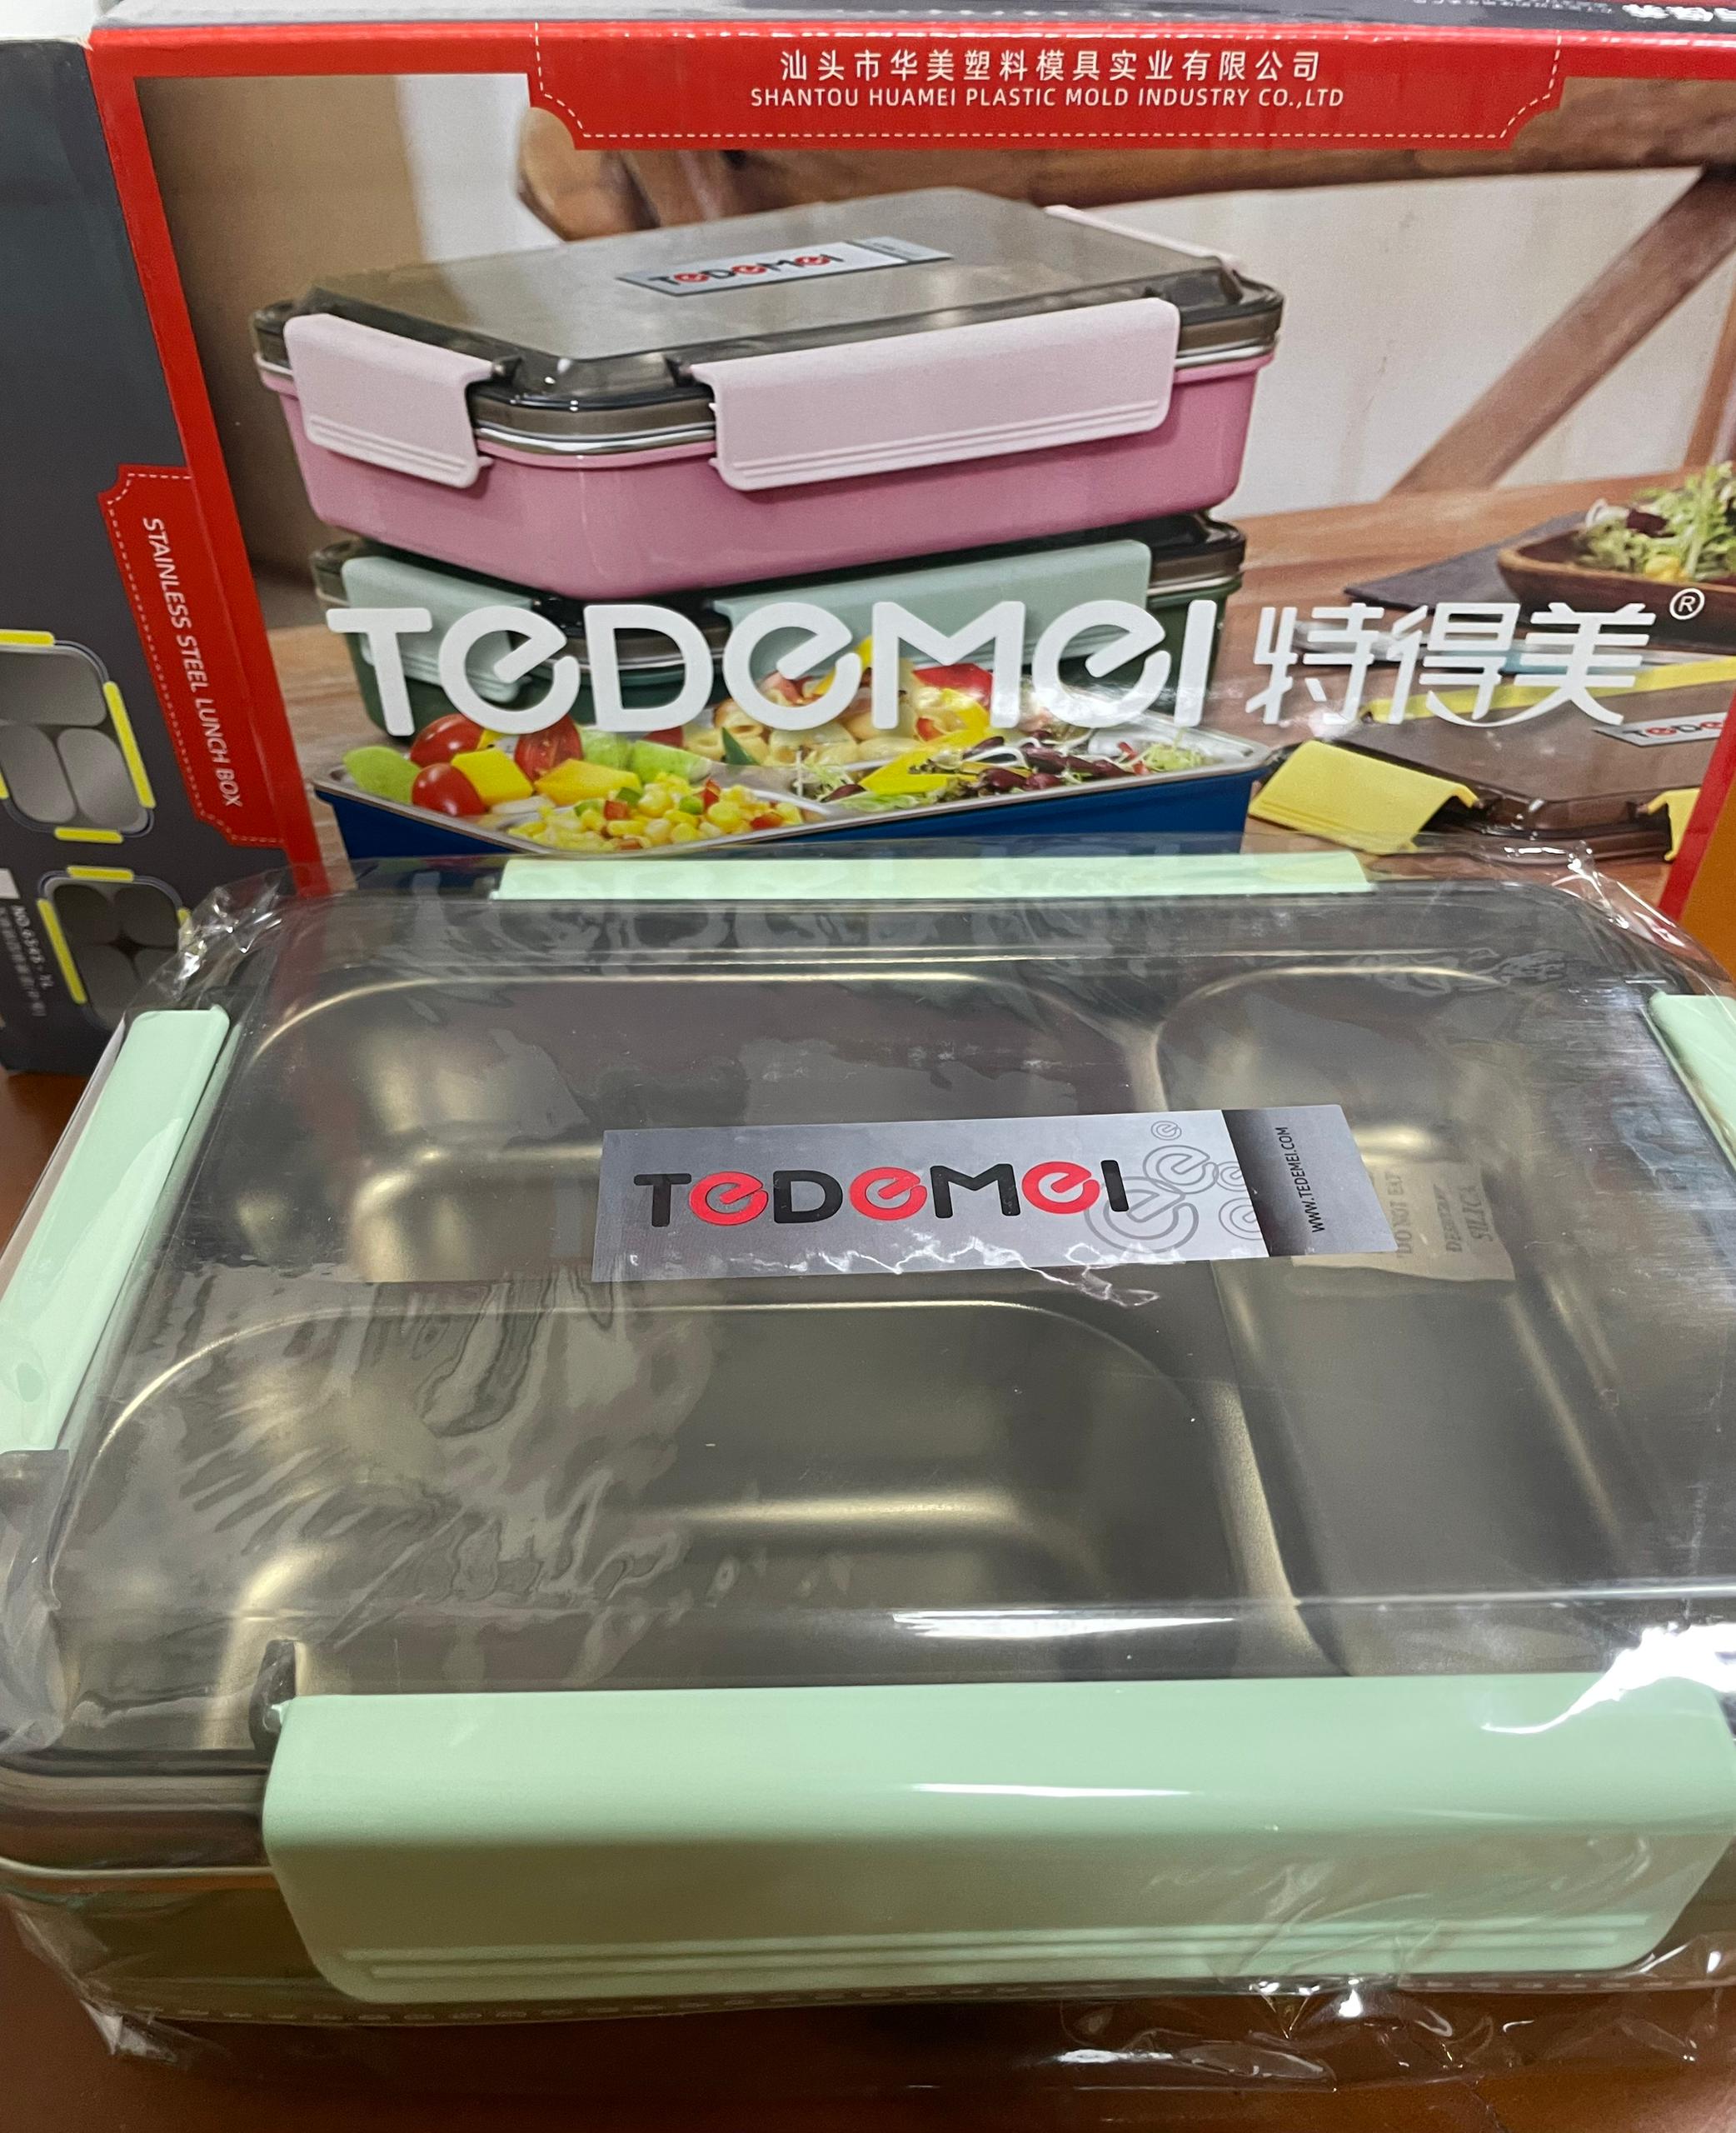 汕头市华美塑料模具实业有限公司
SHANTOU HUAMEI PLASTIC MOLD INDUSTRY CO.,LTD
TEDEMEI
STAINLESS STEEL LUNCH BOX
TEDEMEI 特得美®
TEDEMEI
WWW.TEDEMEI.COM
DO NOT EAT
DESICCANT
SILICA